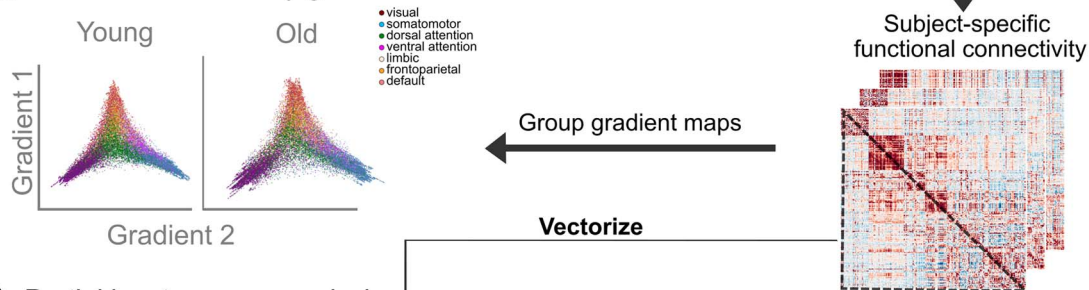 Young
Old
Gradient 1
Gradient 2
visual
somatomotor
dorsal attention
ventral attention
limbic
frontoparietal
default
Group gradient maps
Subject-specific
functional connectivity
Vectorize